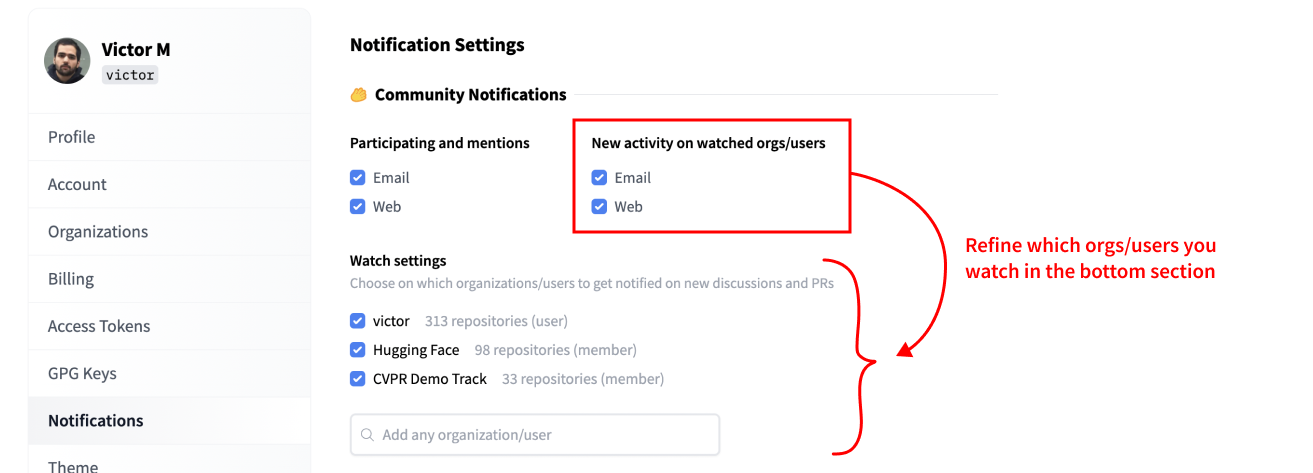 Victor M
victor
Profile
Account
Organizations
Billing
Access Tokens
GPG Keys
Notifications
Theme
Notification Settings
Community Notifications
Participating and mentions
Email
Web
New activity on watched orgs/users
Email
Web
Watch settings
Choose on which organizations/users to get notified on new discussions and PRs
victor 313 repositories (user)
Hugging Face 98 repositories (member)
CVPR Demo Track 33 repositories (member)
Add any organization/user
Refine which orgs/users you
watch in the bottom section